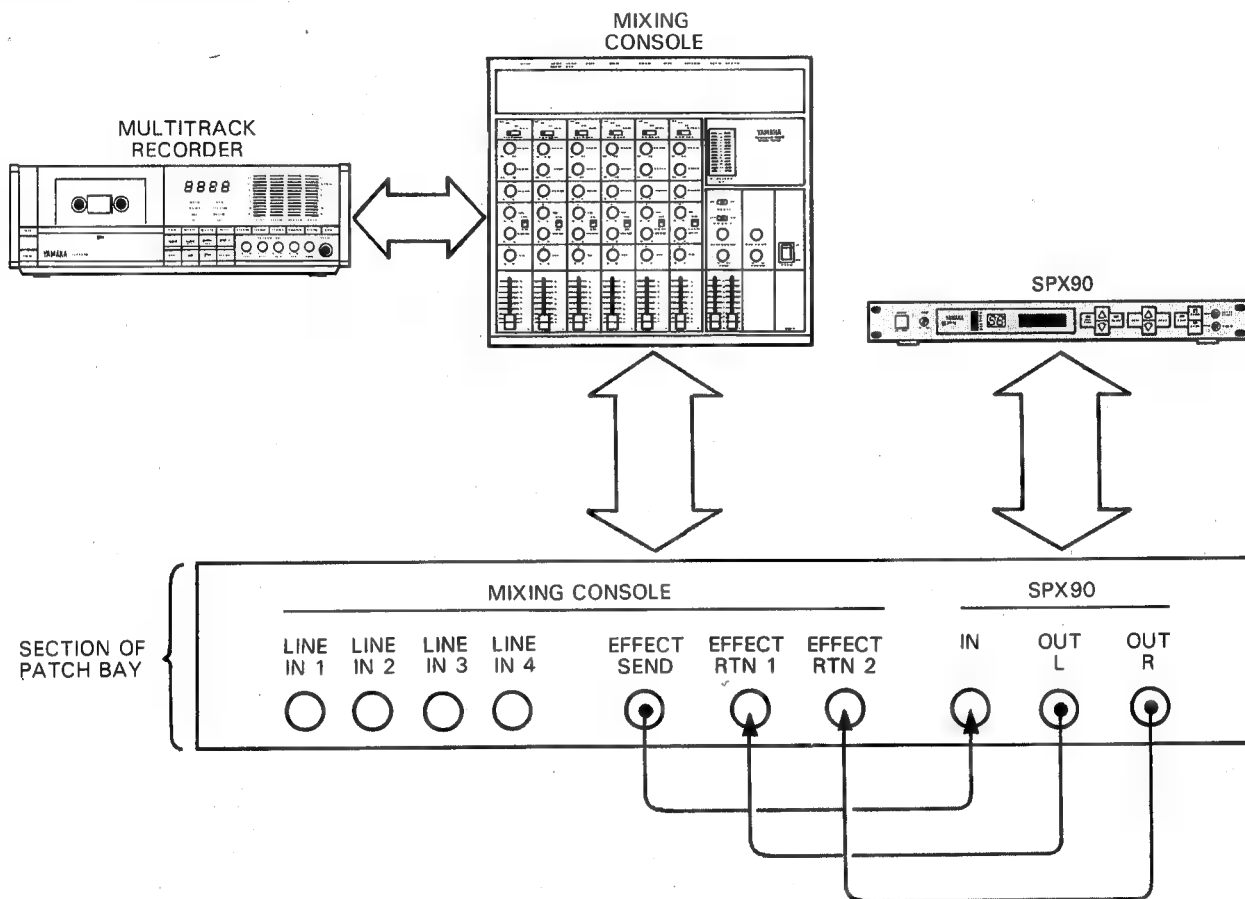 MIXING
CONSOLE
MULTITRACK
RECORDER
8888
YAMAHA
YAMAHA
SPX90
MIXING CONSOLE
SPX90
SECTION OF
PATCH BAY
LINE
IN 1
LINE
IN 2
LINE
IN 3
LINE
IN 4
EFFECT
SEND
EFFECT
RTN 1
EFFECT
RTN 2
IN
OUT
L
OUT
R